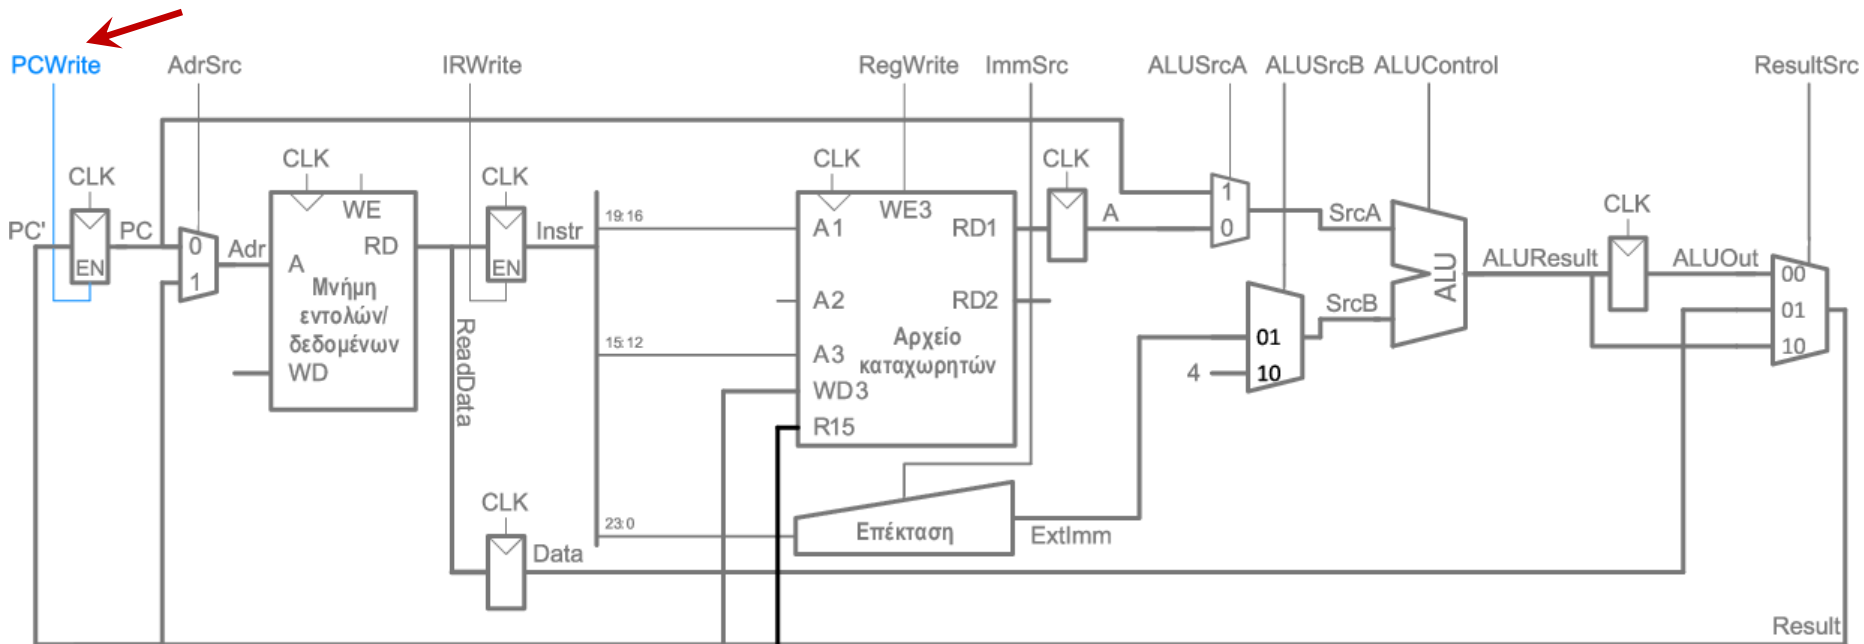 PCWrite AdrSrc IRWrite RegWrite ImmSrc ALUSrcA ALUSrcB ALUControl ResultSrc
CLK CLK CLK CLK CLK CLK
PC' PC EN
0
1
Adr
WE
A RD
Μνήμη
εντολών/
δεδομένων
WD
EN Instr
ReadData
19:16
15:12
23:0
A1 WE3 RD1
A2 RD2
A3 Αρχείο
καταχωρητών
WD3
R15
A
1
0
SrcA
SrcB
01
4 10
ALU
ALUResult
ALUOut
00
01
10
CLK
Data
Επέκταση
ExtImm
Result